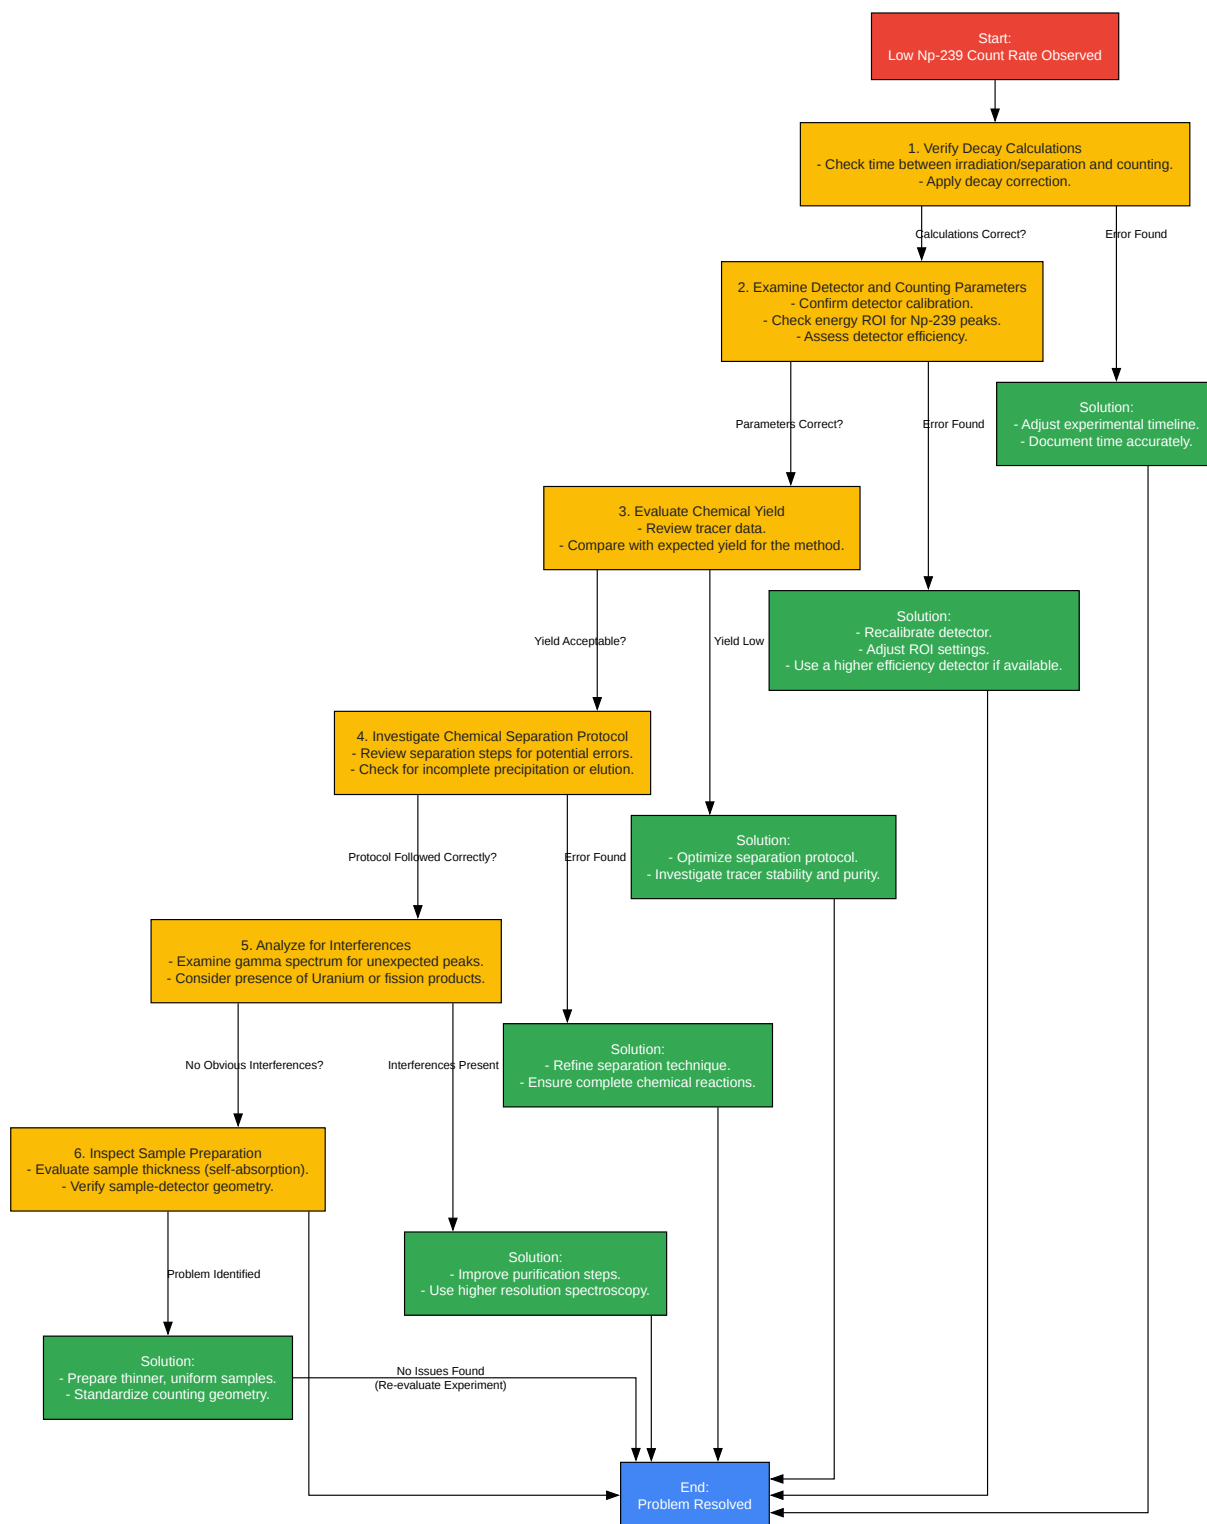 Start:
Low Np-239 Count Rate Observed
1. Verify Decay Calculations
- Check time between irradiation/separation and counting.
- Apply decay correction.
Calculations Correct?
Error Found
2. Examine Detector and Counting Parameters
- Confirm detector calibration.
- Check energy ROI for Np-239 peaks.
- Assess detector efficiency.
Solution:
- Adjust experimental timeline.
- Document time accurately.
Parameters Correct?
Error Found
3. Evaluate Chemical Yield
- Review tracer data.
- Compare with expected yield for the method.
Solution:
- Recalibrate detector.
- Adjust ROI settings.
- Use a higher efficiency detector if available.
Yield Acceptable?
Yield Low
4. Investigate Chemical Separation Protocol
- Review separation steps for potential errors.
- Check for incomplete precipitation or elution.
Solution:
- Optimize separation protocol.
- Investigate tracer stability and purity.
Protocol Followed Correctly?
Error Found
5. Analyze for Interferences
- Examine gamma spectrum for unexpected peaks.
- Consider presence of Uranium or fission products.
Solution:
- Refine separation technique.
- Ensure complete chemical reactions.
No Obvious Interferences?
Interferences Present
6. Inspect Sample Preparation
- Evaluate sample thickness (self-absorption).
- Verify sample-detector geometry.
Solution:
- Improve purification steps.
- Use higher resolution spectroscopy.
Problem Identified
Solution:
- Prepare thinner, uniform samples.
- Standardize counting geometry.
No Issues Found
(Re-evaluate Experiment)
End:
Problem Resolved